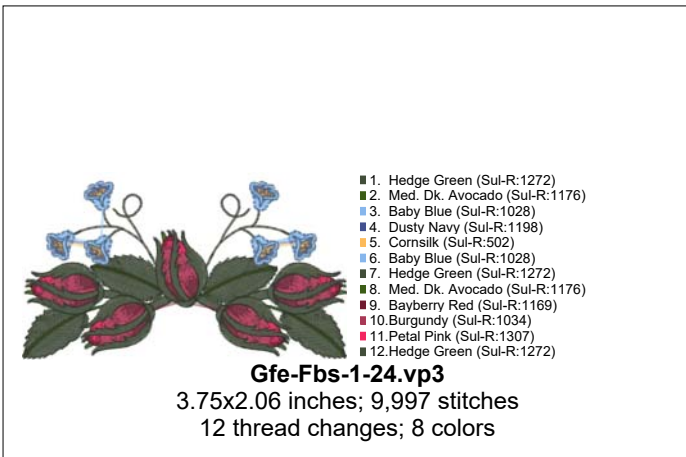 1. Hedge Green (Sul-R:1272)
2. Med. Dk. Avocado (Sul-R:1176)
3. Baby Blue (Sul-R:1028)
4. Dusty Navy (Sul-R:1198)
5. Cornsilk (Sul-R:502)
6. Baby Blue (Sul-R:1028)
7. Hedge Green (Sul-R:1272)
8. Med. Dk. Avocado (Sul-R:1176)
9. Bayberry Red (Sul-R:1169)
10.Burgundy (Sul-R:1034)
11.Petal Pink (Sul-R:1307)
12.Hedge Green (Sul-R:1272)
Gfe-Fbs-1-24.vp3
3.75x2.06 inches; 9,997 stitches
12 thread changes; 8 colors